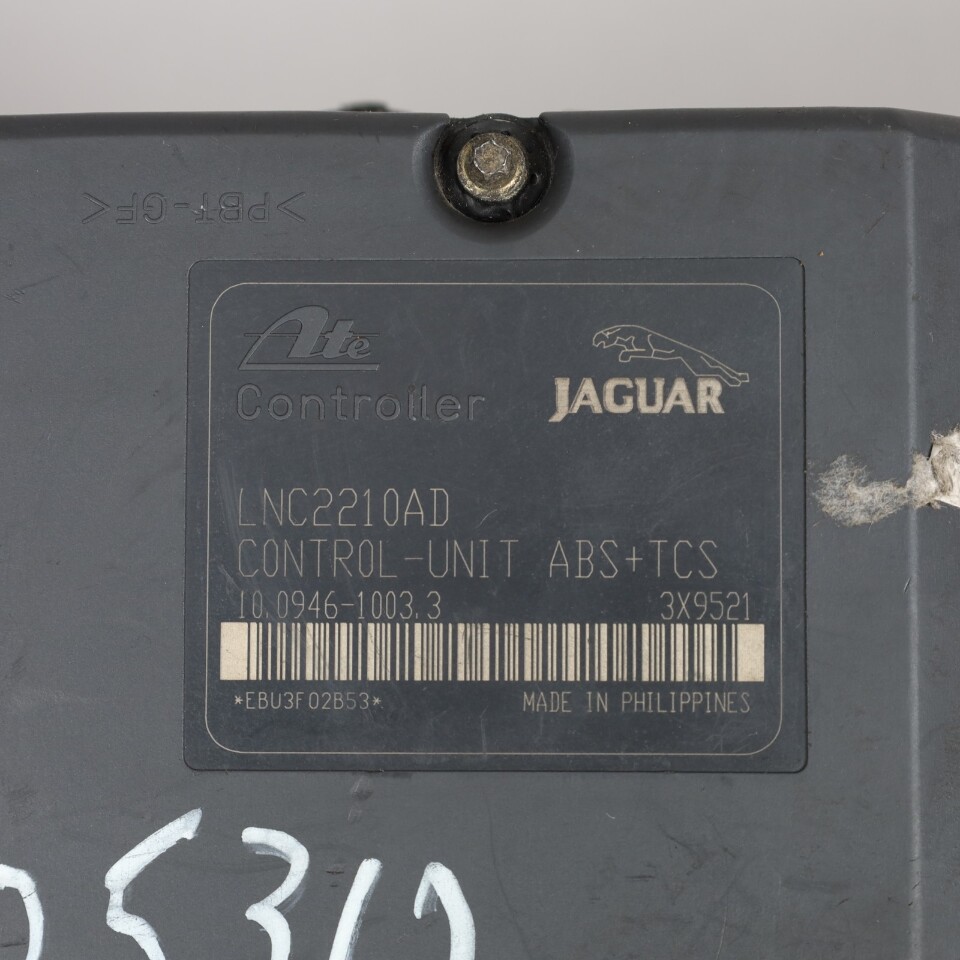 >PBT-GF<
Ate
Controller
JAGUAR
LNC2210AD
CONTROL-UNIT ABS+TCS
10.0946-1003.3 3X9521
*EBU3F02B53*
MADE IN PHILIPPINES